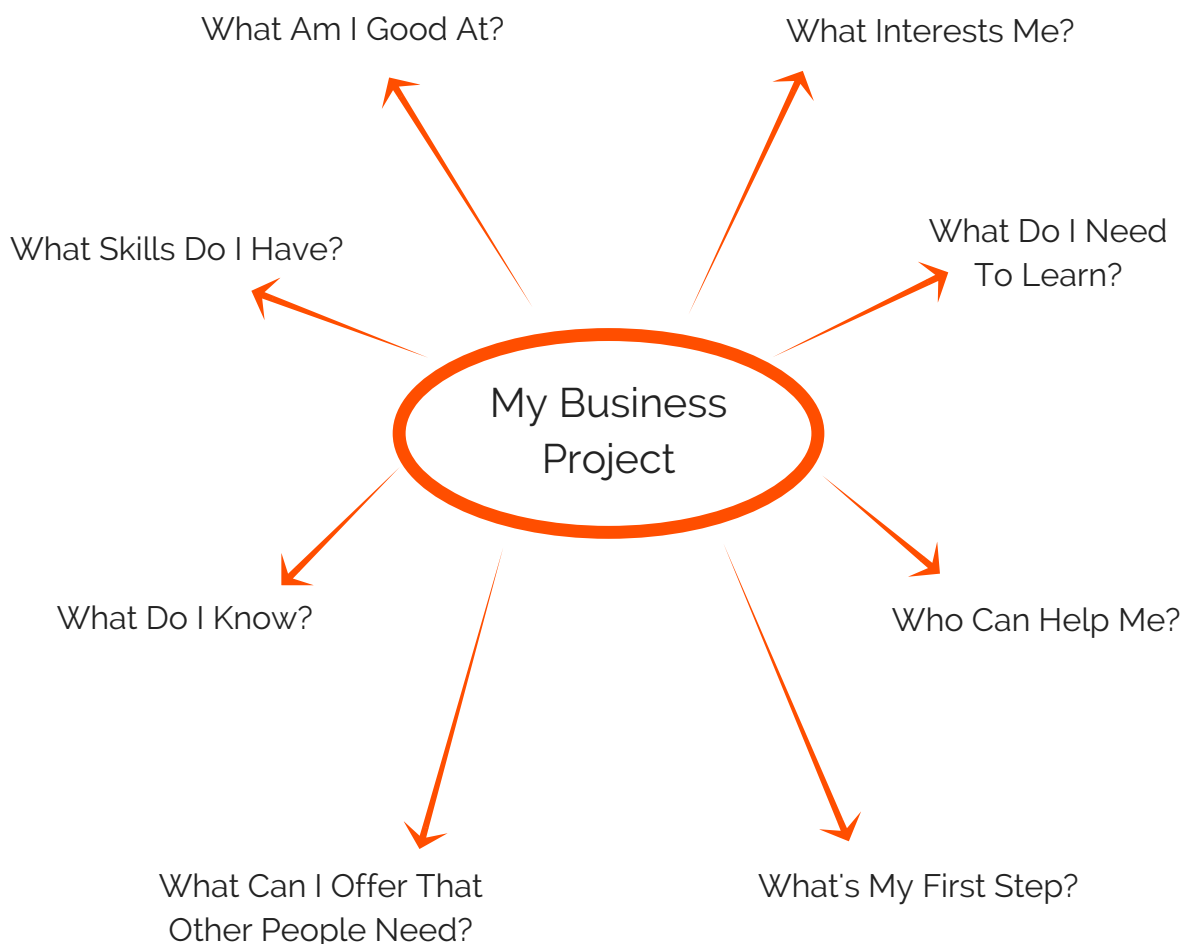 What Am I Good At?
What Interests Me?
What Skills Do I Have?
What Do I Need
To Learn?
My Business
Project
What Do I Know?
Who Can Help Me?
What Can I Offer That
Other People Need?
What's My First Step?